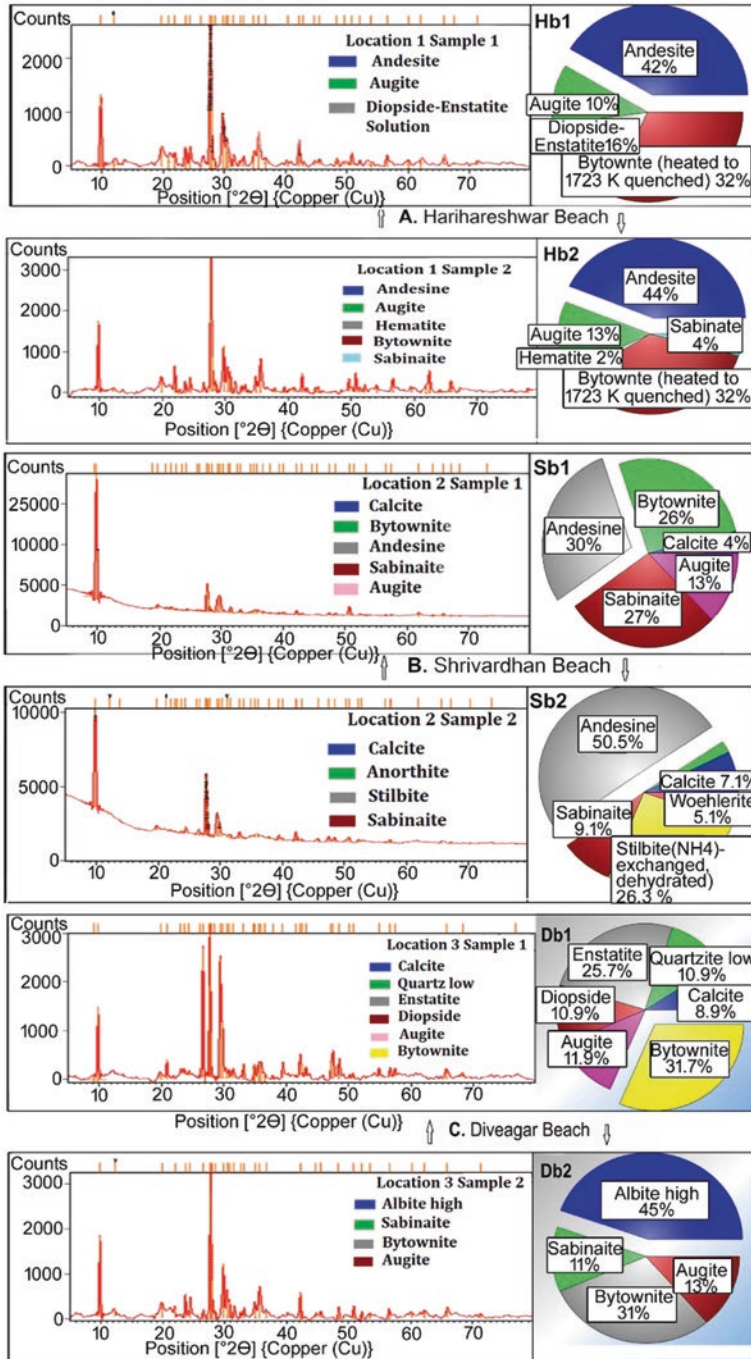 Counts
Location 1 Sample 1
Andesite
Augite
Diopside-Enstatite
Solution
2000
1000
0
10 20 30 40 50 60 70
Position [°2Θ] {Copper (Cu)}
Hb1
Andesite
42%
Augite 10%
Diopside-
Enstatite16%
Bytownte (heated to
1723 K quenched) 32%
⇧ A. Harihareshwar Beach ⇩
Counts
Location 1 Sample 2
Andesine
Augite
Hematite
Bytownite
Sabinaite
3000
2000
1000
0
10 20 30 40 50 60 70
Position [°2Θ] {Copper (Cu)}
Hb2
Andesite
44%
Sabinate
4%
Augite 13%
Hematite 2%
Bytownte (heated to
1723 K quenched) 32%
Counts
Location 2 Sample 1
Calcite
Bytownite
Andesine
Sabinaite
Augite
25000
10000
5000
0
10 20 30 40 50 60 70
Position [°2Θ] {Copper (Cu)}
Sb1
Bytownite
26%
Andesine
30%
Calcite 4%
Augite
13%
Sabinaite
27%
⇧ B. Shrivardhan Beach ⇩
Counts
Location 2 Sample 2
Calcite
Anorthite
Stilbite
Sabinaite
10000
5000
0
10 20 30 40 50 60 70
Position [°2Θ] {Copper (Cu)}
Sb2
Andesine
50.5%
Calcite 7.1%
Woehlerite
5.1%
Sabinaite
9.1%
Stilbite(NH4)-
exchanged,
dehydrated)
26.3 %
Counts
Location 3 Sample 1
Calcite
Quartz low
Enstatite
Diopside
Augite
Bytownite
3000
2000
1000
0
10 20 30 40 50 60 70
Position [°2Θ] {Copper (Cu)}
Db1
Enstatite
25.7%
Quartzite low
10.9%
Diopside
10.9%
Calcite
8.9%
Augite
11.9%
Bytownite
31.7%
⇧ C. Diveagar Beach ⇩
Counts
Location 3 Sample 2
Albite high
Sabinaite
Bytownite
Augite
3000
2000
1000
0
10 20 30 40 50 60 70
Position [°2Θ] {Copper (Cu)}
Db2
Albite high
45%
Sabinaite
11%
Augite
13%
Bytownite
31%